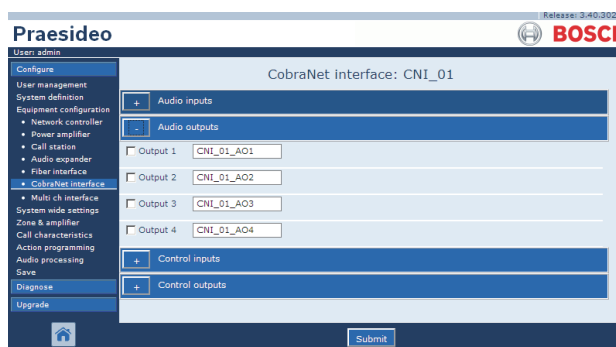 Release: 3.40.302
Praesideo
BOSCH
User: admin
Configure
User management
System definition
Equipment configuration
• Network controller
• Power amplifier
• Call station
• Audio expander
• Fiber interface
• CobraNet interface
• Multi ch interface
System wide settings
Zone & amplifier
Call characteristics
Action programming
Audio processing
Save
Diagnose
Upgrade
CobraNet interface: CNI_01
+ Audio inputs
- Audio outputs
Output 1 CNI_01_AO1
Output 2 CNI_01_AO2
Output 3 CNI_01_AO3
Output 4 CNI_01_AO4
+ Control inputs
+ Control outputs
Submit